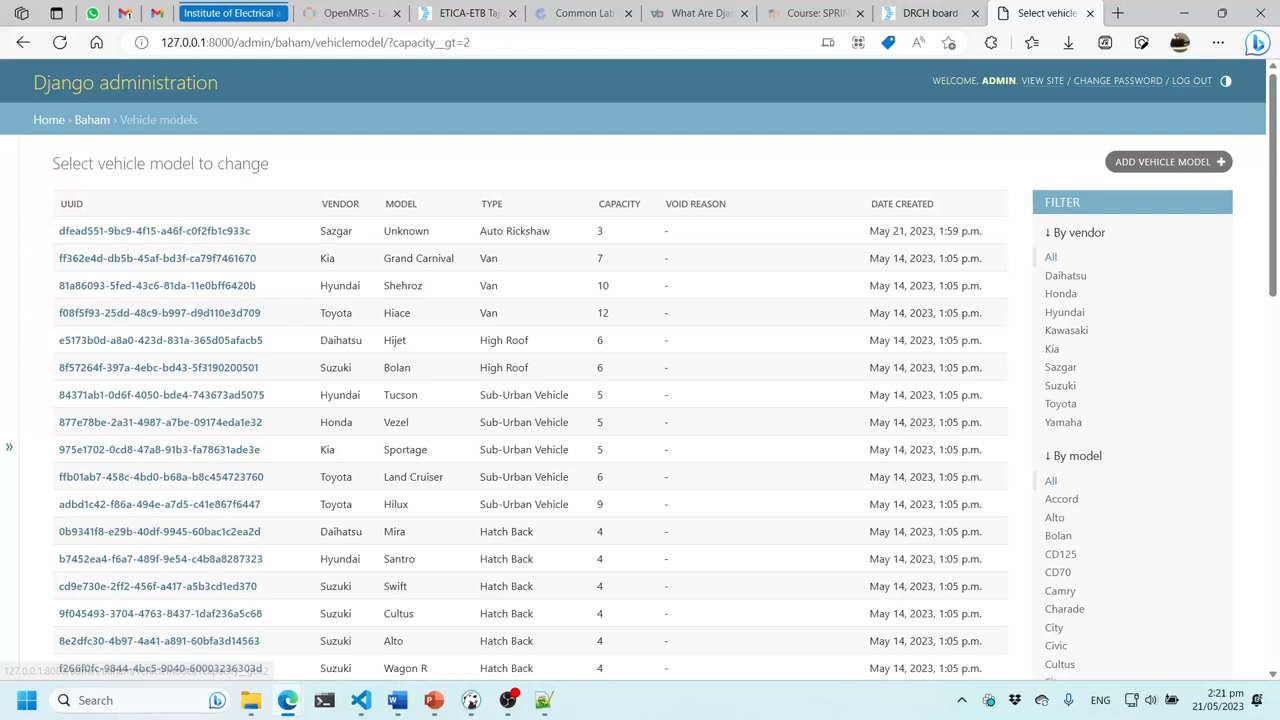 Institute of Electrical a
OpenMRS - L
ETICA-ETB Taj
Common Lab
What Are Dja
Course: SPRIN
DRCH board
Select vehicle
127.0.0.1:8000/admin/baham/vehiclemodel/?capacity__gt=2
Django administration
WELCOME, ADMIN. VIEW SITE / CHANGE PASSWORD / LOG OUT
Home › Baham › Vehicle models
Select vehicle model to change
ADD VEHICLE MODEL +
UUID VENDOR MODEL TYPE CAPACITY VOID REASON DATE CREATED
dfead551-9bc9-4f15-a46f-c0f2fb1c933c Sazgar Unknown Auto Rickshaw 3 - May 21, 2023, 1:59 p.m.
ff362e4d-db5b-45af-bd3f-ca79f7461670 Kia Grand Carnival Van 7 - May 14, 2023, 1:05 p.m.
81a86093-5fed-43c6-81da-11e0bff6420b Hyundai Shehroz Van 10 - May 14, 2023, 1:05 p.m.
f08f5f93-25dd-48c9-b997-d9d110e3d709 Toyota Hiace Van 12 - May 14, 2023, 1:05 p.m.
e5173b0d-a8a0-423d-831a-365d05afacb5 Daihatsu Hijet High Roof 6 - May 14, 2023, 1:05 p.m.
8f57264f-397a-4ebc-bd43-5f3190200501 Suzuki Bolan High Roof 6 - May 14, 2023, 1:05 p.m.
84371ab1-0d6f-4050-bde4-743673ad5075 Hyundai Tucson Sub-Urban Vehicle 5 - May 14, 2023, 1:05 p.m.
877e78be-2a31-4987-a7be-09174eda1e32 Honda Vezel Sub-Urban Vehicle 5 - May 14, 2023, 1:05 p.m.
975e1702-0cd8-47a8-91b3-fa78631ade3e Kia Sportage Sub-Urban Vehicle 5 - May 14, 2023, 1:05 p.m.
ffb01ab7-458c-4bd0-b68a-b8c454723760 Toyota Land Cruiser Sub-Urban Vehicle 6 - May 14, 2023, 1:05 p.m.
adbd1c42-f86a-494e-a7d5-c41e867f6447 Toyota Hilux Sub-Urban Vehicle 9 - May 14, 2023, 1:05 p.m.
0b9341f8-e29b-40df-9945-60bac1c2ea2d Daihatsu Mira Hatch Back 4 - May 14, 2023, 1:05 p.m.
b7452ea4-f6a7-489f-9e54-c4b8a8287323 Hyundai Santro Hatch Back 4 - May 14, 2023, 1:05 p.m.
cd9e730e-2ff2-456f-a417-a5b3cd1ed370 Suzuki Swift Hatch Back 4 - May 14, 2023, 1:05 p.m.
9f045493-3704-4763-8437-1daf236a5c68 Suzuki Cultus Hatch Back 4 - May 14, 2023, 1:05 p.m.
8e2dfc30-4b97-4a41-a891-60bfa3d14563 Suzuki Alto Hatch Back 4 - May 14, 2023, 1:05 p.m.
f266f0fc-9844-4bc5-9040-60003236303d Suzuki Wagon R Hatch Back 4 - May 14, 2023, 1:05 p.m.
127.0.0.1:8000/admin/baham/vehiclemodel/?capacity__gt=2
FILTER
↓ By vendor
All
Daihatsu
Honda
Hyundai
Kawasaki
Kia
Sazgar
Suzuki
Toyota
Yamaha
↓ By model
All
Accord
Alto
Bolan
CD125
CD70
Camry
Charade
City
Civic
Cultus
Search
ENG
2:21 pm
21/05/2023